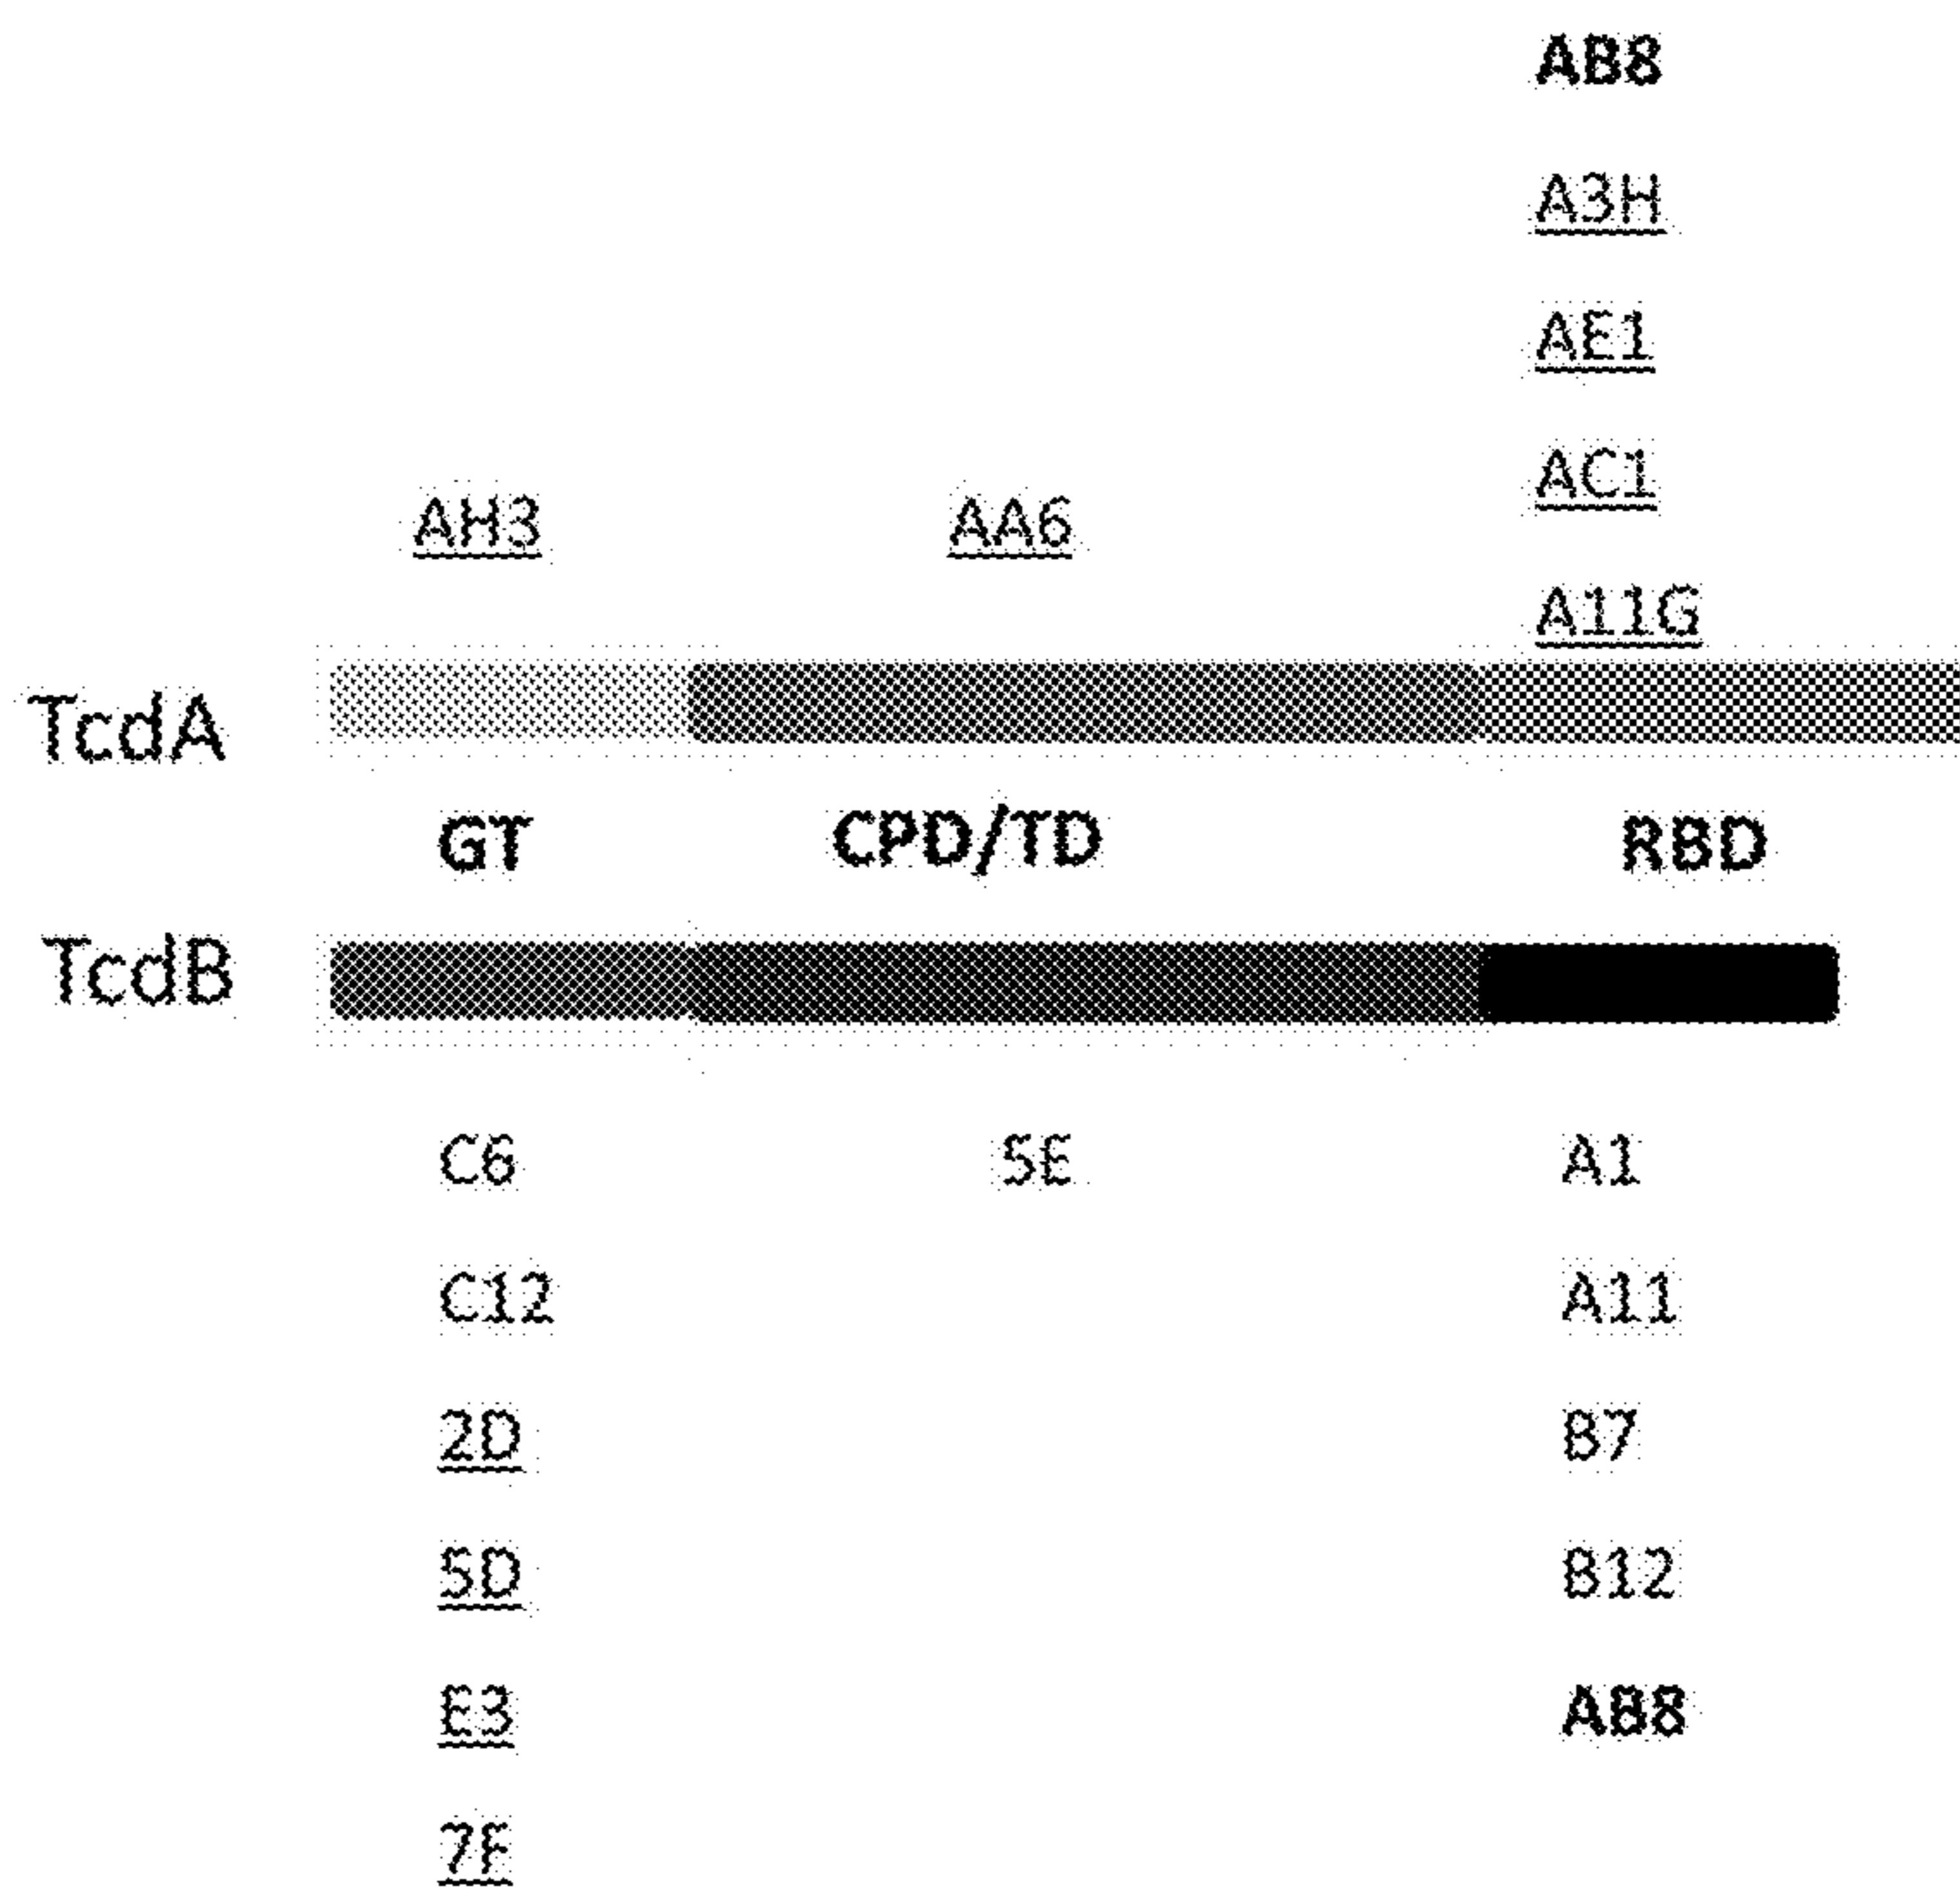 AB8
A3H
AE1
AC1
AH3 AA6
A11G
TcdA
GT CPD/TD RBD
TcdB
C6 5E A1
C12 A11
2D B7
5D B12
E3 AB8
7F